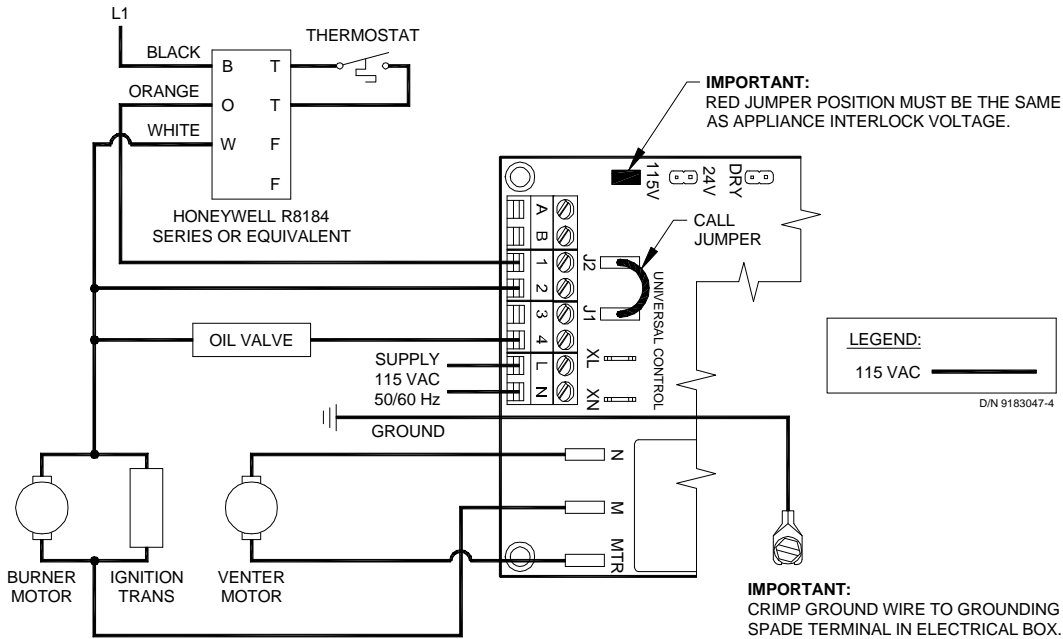 L1
BLACK
ORANGE
WHITE
B T
O T
W F
F
THERMOSTAT
HONEYWELL R8184
SERIES OR EQUIVALENT
IMPORTANT:
RED JUMPER POSITION MUST BE THE SAME
AS APPLIANCE INTERLOCK VOLTAGE.
115V
24V
DRY
CALL
JUMPER
A
B
1
2
3
4
L
N
J2
J1
UNIVERSAL CONTROL
XL
XN
OIL VALVE
SUPPLY
115 VAC
50/60 Hz
GROUND
LEGEND:
115 VAC
D/N 9183047-4
N
M
MTR
BURNER
MOTOR
IGNITION
TRANS
VENTER
MOTOR
IMPORTANT:
CRIMP GROUND WIRE TO GROUNDING
SPADE TERMINAL IN ELECTRICAL BOX.